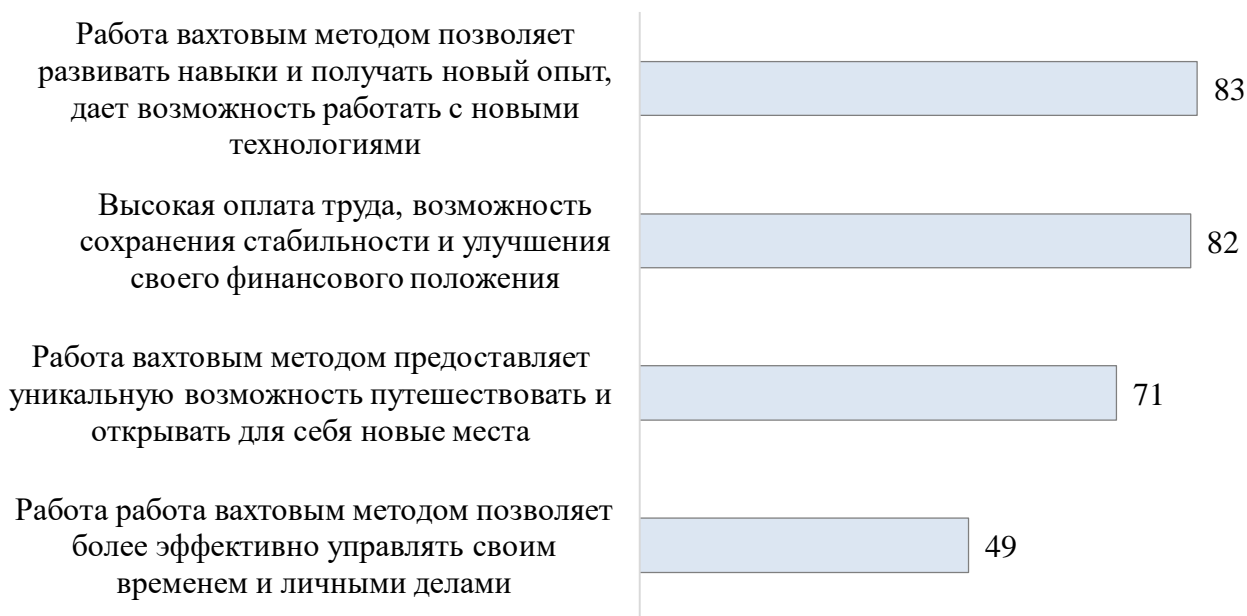 Работа вахтовым методом позволяет
развивать навыки и получать новый опыт,
дает возможность работать с новыми
технологиями
83
Высокая оплата труда, возможность
сохранения стабильности и улучшения
своего финансового положения
82
Работа вахтовым методом предоставляет
уникальную возможность путешествовать и
открывать для себя новые места
71
Работа работа вахтовым методом позволяет
более эффективно управлять своим
временем и личными делами
49